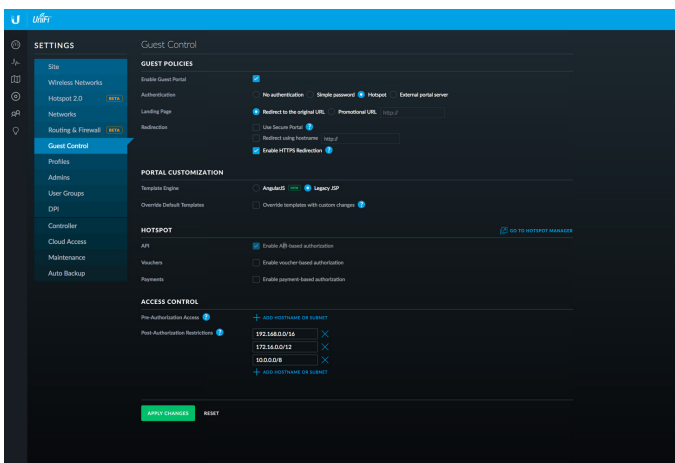 UniFi
SETTINGS
Site
Wireless Networks
Hotspot 2.0 BETA
Networks
Routing & Firewall BETA
Guest Control
Profiles
Admins
User Groups
DPI
Controller
Cloud Access
Maintenance
Auto Backup
Guest Control
GUEST POLICIES
Enable Guest Portal
Authentication No authentication Simple password Hotspot External portal server
Landing Page Redirect to the original URL Promotional URL http://
Redirection Use Secure Portal ?
Redirect using hostname http://
Enable HTTPS Redirection ?
PORTAL CUSTOMIZATION
Template Engine AngularJS Legacy JSP
Override Default Templates Override templates with custom changes ?
HOTSPOT GO TO HOTSPOT MANAGER
API Enable API-based authorization
Vouchers Enable voucher-based authorization
Payments Enable payment-based authorization
ACCESS CONTROL
Pre-Authorization Access ? ADD HOSTNAME OR SUBNET
Post-Authorization Restrictions ? 192.168.0.0/16
172.16.0.0/12
10.0.0.0/8
ADD HOSTNAME OR SUBNET
APPLY CHANGES RESET